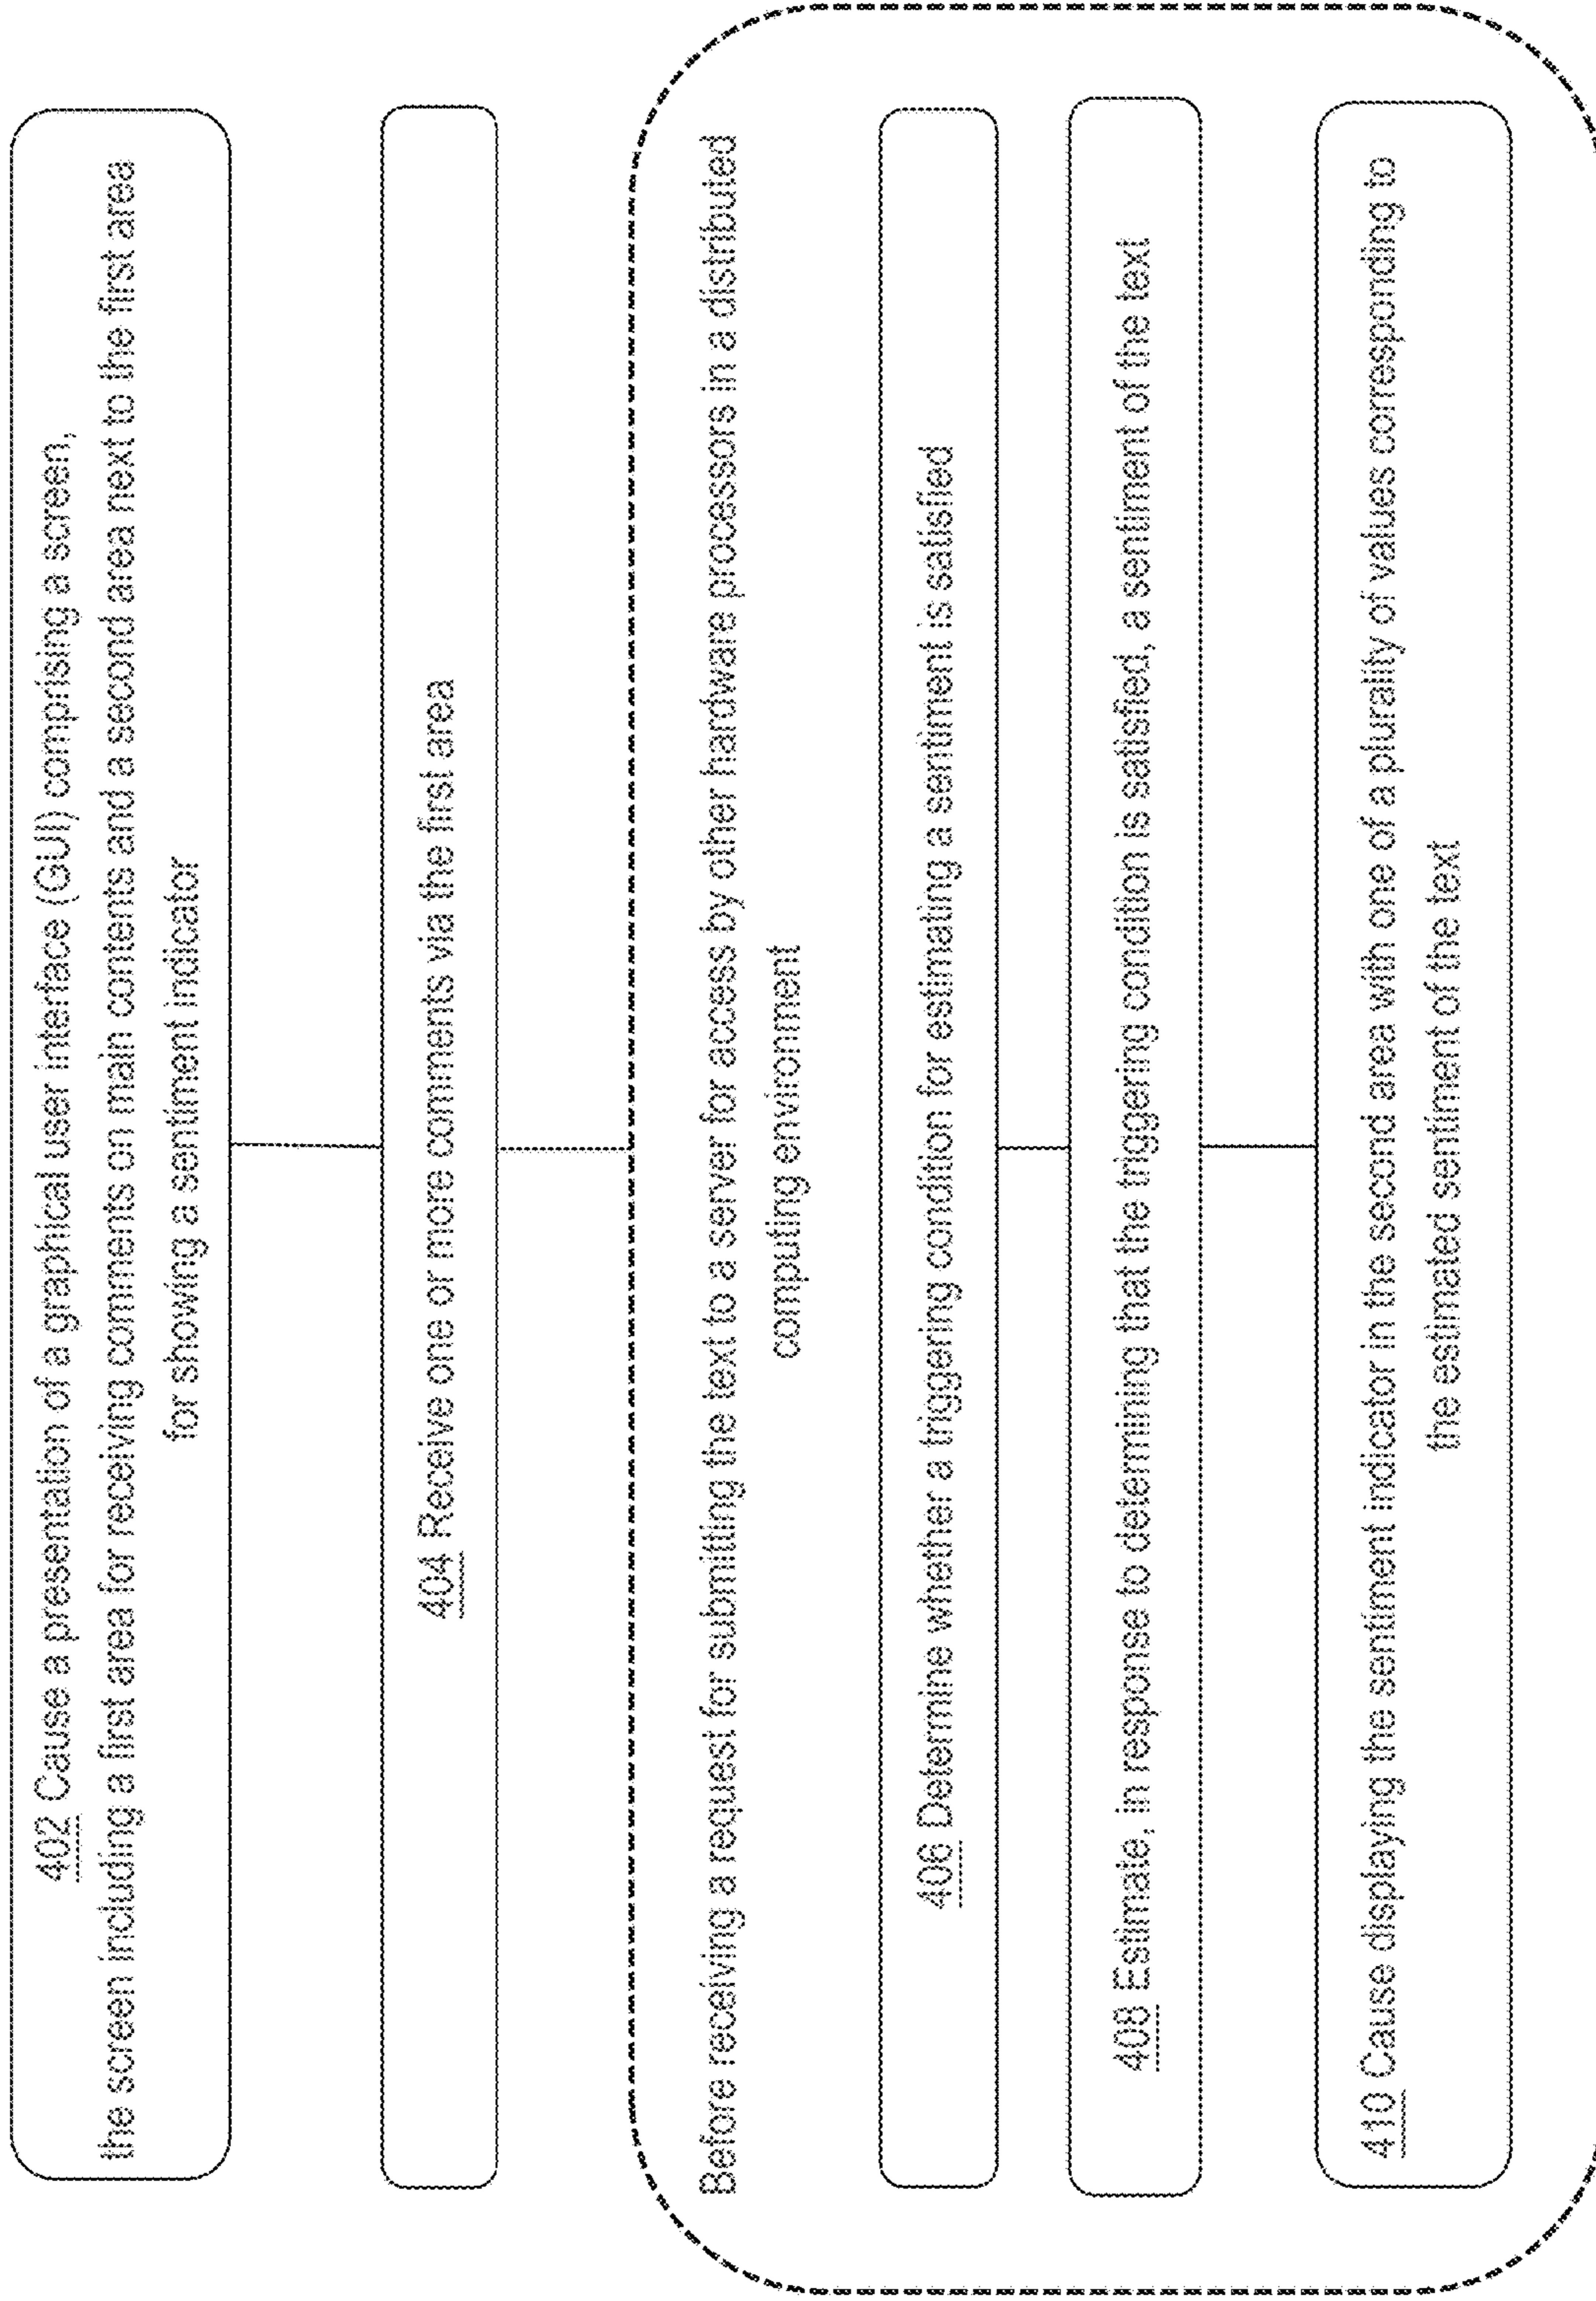 402 Cause a presentation of a graphical user interface (GUI) comprising a screen,
the screen including a first area for receiving comments on main contents and a second area next to the first area
for showing a sentiment indicator
404 Receive one or more comments via the first area
Before receiving a request for submitting the text to a server for access by other hardware processors in a distributed
computing environment
406 Determine whether a triggering condition for estimating a sentiment is satisfied
408 Estimate, in response to determining that the triggering condition is satisfied, a sentiment of the text
410 Cause displaying the sentiment indicator in the second area with one of a plurality of values corresponding to
the estimated sentiment of the text